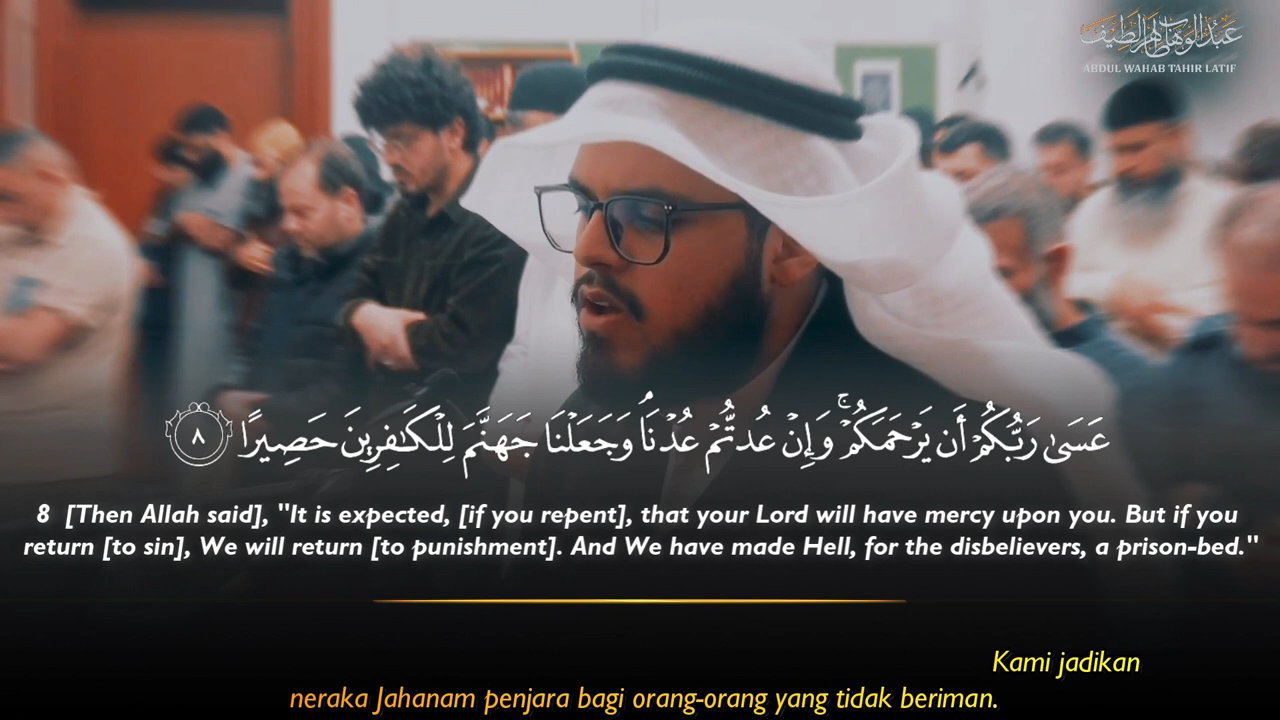 عبد الوهاب طاهر لطيف
ABDUL WAHAB TAHIR LATIF
عَسَىٰ رَبُّكُمْ أَن يَرْحَمَكُمْ ۚ وَإِنْ عُدتُّمْ عُدْنَا ۘ وَجَعَلْنَا جَهَنَّمَ لِلْكَافِرِينَ حَصِيرًا ٨
8 [Then Allah said], "It is expected, [if you repent], that your Lord will have mercy upon you. But if you
return [to sin], We will return [to punishment]. And We have made Hell, for the disbelievers, a prison-bed."
Kami jadikan
neraka Jahanam penjara bagi orang-orang yang tidak beriman.